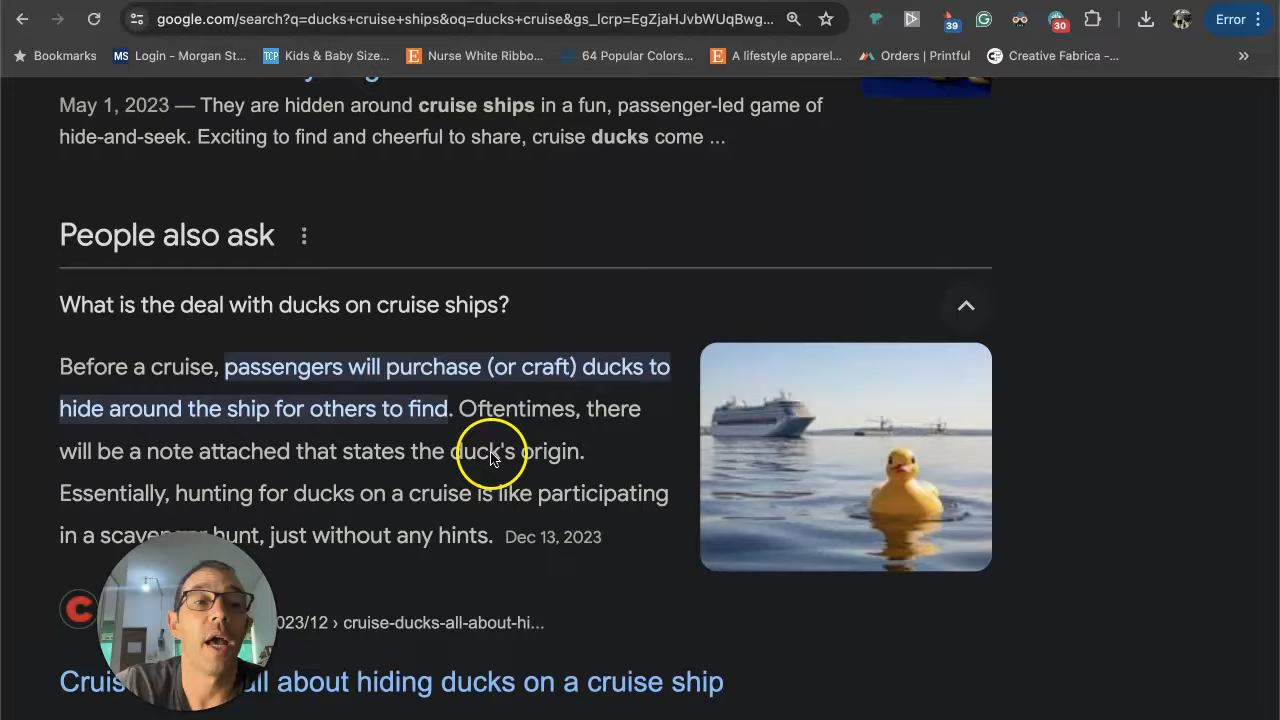 google.com/search?q=ducks+cruise+ships&oq=ducks+cruise&gs_lcrp=EgZjaHJvbWUqBwg...
39
30
Error
Bookmarks
MS Login - Morgan St...
TCP Kids & Baby Size...
E Nurse White Ribbo...
64 Popular Colors...
E A lifestyle apparel...
Orders | Printful
Creative Fabrica -...
May 1, 2023 — They are hidden around cruise ships in a fun, passenger-led game of
hide-and-seek. Exciting to find and cheerful to share, cruise ducks come ...
People also ask
What is the deal with ducks on cruise ships?
Before a cruise, passengers will purchase (or craft) ducks to
hide around the ship for others to find. Oftentimes, there
will be a note attached that states the duck's origin.
Essentially, hunting for ducks on a cruise is like participating
in a scavenger hunt, just without any hints. Dec 13, 2023
023/12 › cruise-ducks-all-about-hi...
all about hiding ducks on a cruise ship